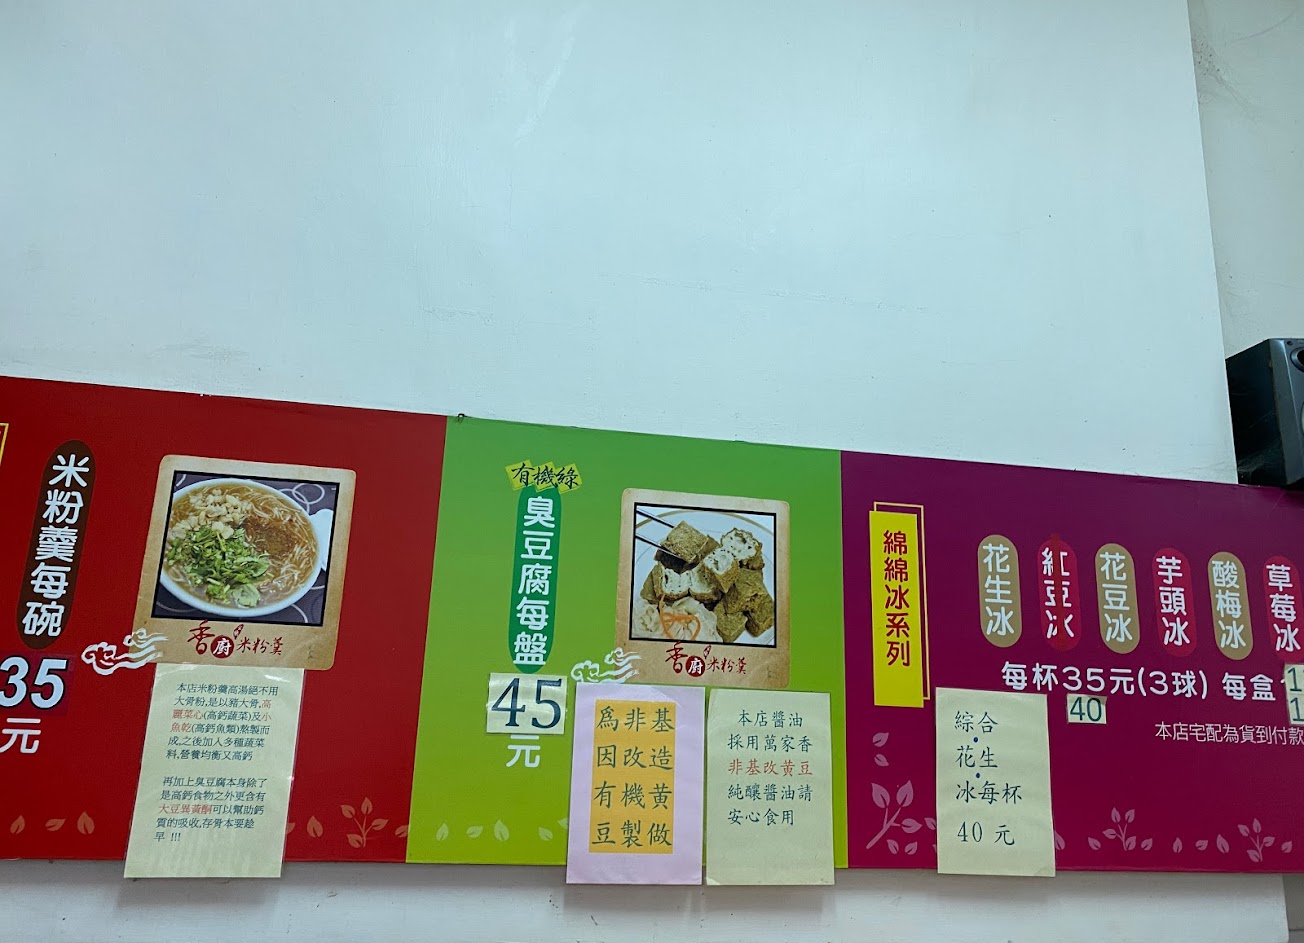 米粉羹每碗
35
元
香廚米粉羹
本店米粉羹高湯絕不用
大骨粉,是以豬大骨,高
麗菜心(高鈣蔬菜)及小
魚乾(高鈣魚類)熬製而
成,之後加入多種蔬菜
料,營養均衡又高鈣
再加上臭豆腐本身除了
是高鈣食物之外更含有
大豆異黃酮可以幫助鈣
質的吸收,存骨本要趁
早 !!!
有機綠
臭豆腐每盤
45
元
香廚米粉羹
為非基
因改造
有機黃
豆製做
本店醬油
採用萬家香
非基改黃豆
純釀醬油請
安心食用
綿綿冰系列
花生冰
紅豆冰
花豆冰
芋頭冰
酸梅冰
草莓冰
每杯35元(3球) 每盒
40
本店宅配為貨到付款
綜合
花生
冰每杯
40 元